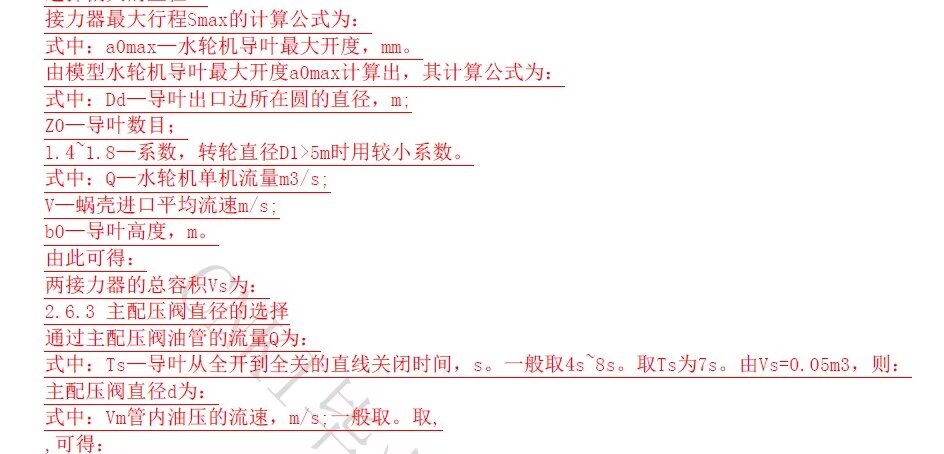 接力器最大行程Smax的计算公式为:
式中: a0max—水轮机导叶最大开度, mm。
由模型水轮机导叶最大开度a0max计算出, 其计算公式为:
式中: Dd—导叶出口边所在圆的直径, m;
Z0—导叶数目;
1.4~1.8—系数, 转轮直径D1>5m时用较小系数。
式中: Q—水轮机单机流量m3/s;
V—蜗壳进口平均流速m/s;
b0—导叶高度, m。
由此可得:
两接力器的总容积Vs为:
2.6.3 主配压阀直径的选择
通过主配压阀油管的流量Q为:
式中: Ts—导叶从全开到全关的直线关闭时间, s。一般取4s~8s。取Ts为7s。由Vs=0.05m3, 则:
主配压阀直径d为:
式中: Vm管内油压的流速, m/s;一般取。取,
,可得: